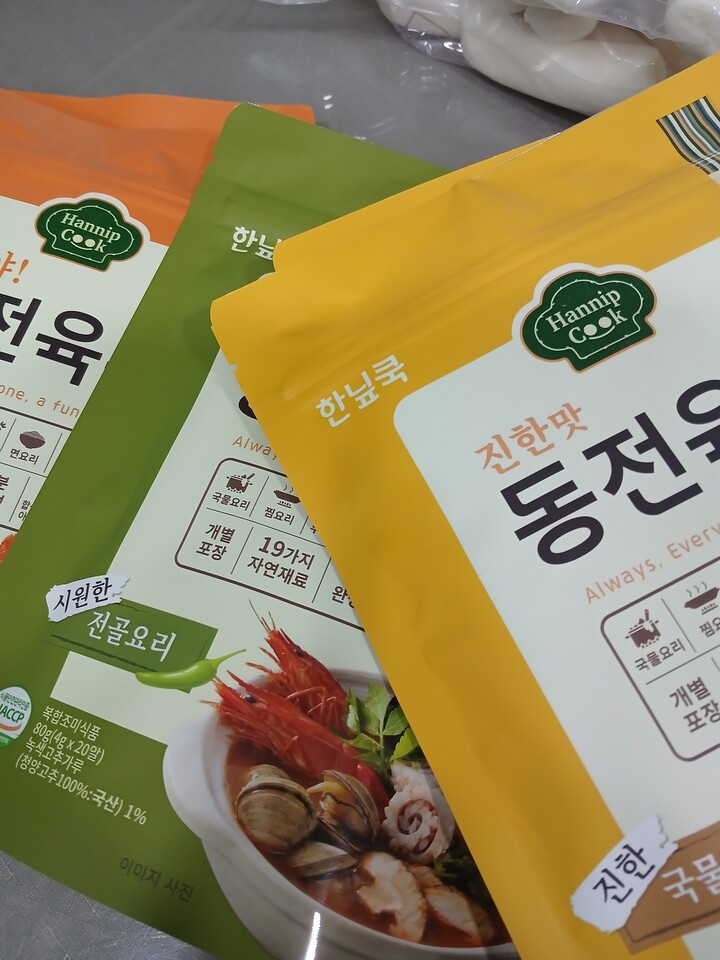 Hannip
Cook
야!
전육
one, a fun
면요리
한닢
Alway
국물요리
찜요리
개별
포장
19가지
자연재료
시원한
전골요리
HACCP
복합조미식품
80g(4g x 20알)
녹색고추가루
(청양고추100%:국산) 1%
이미지 사진
한닢쿡
Hannip
Cook
진한맛
동전육
Always, Every
국물요리
찜요
개별
포장
진한
국물